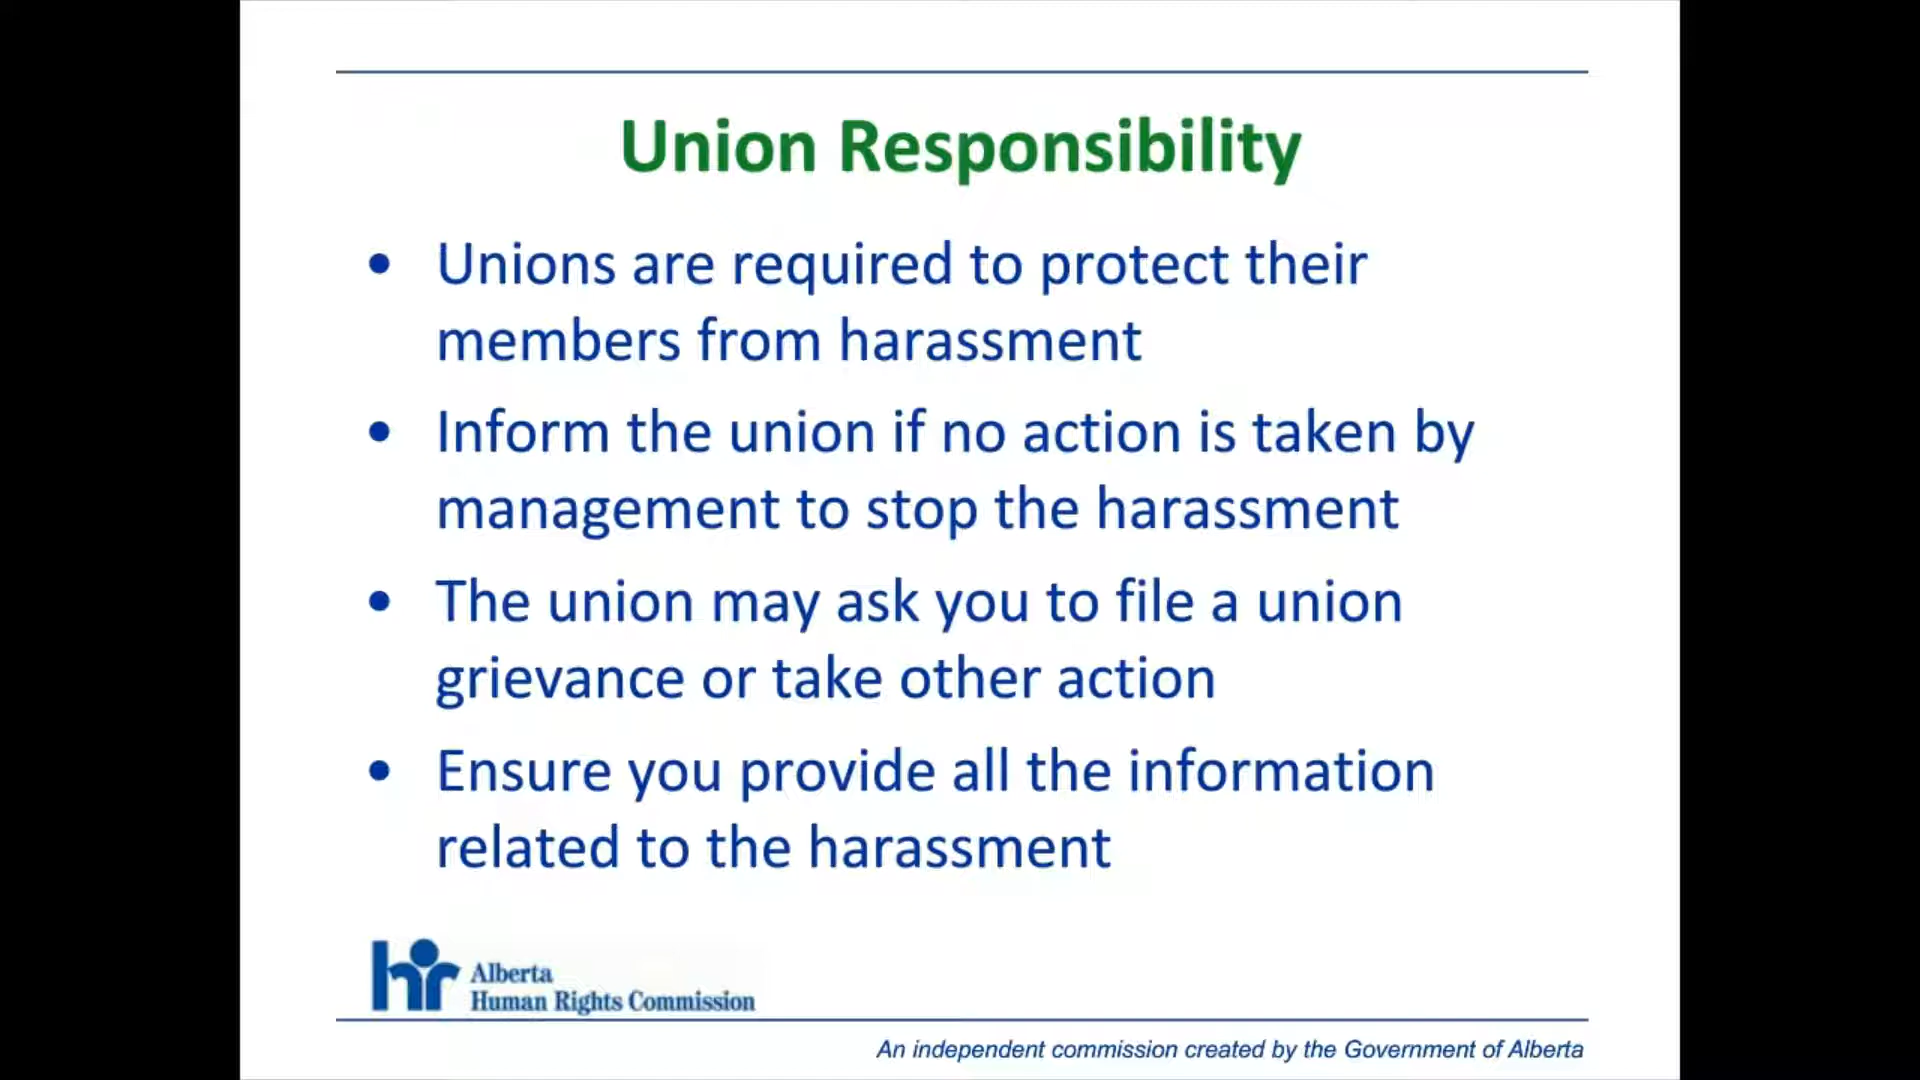 Union Responsibility
• Unions are required to protect their
members from harassment
• Inform the union if no action is taken by
management to stop the harassment
• The union may ask you to file a union
grievance or take other action
• Ensure you provide all the information
related to the harassment
hr Alberta
Human Rights Commission
An independent commission created by the Government of Alberta